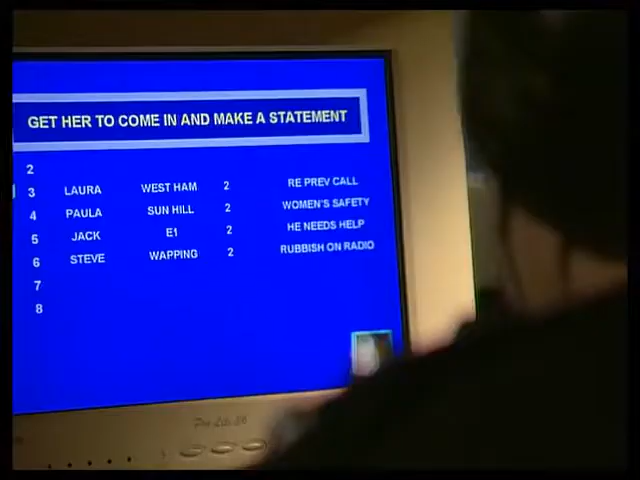 GET HER TO COME IN AND MAKE A STATEMENT
2
3 LAURA WEST HAM 2 RE PREV CALL
4 PAULA SUN HILL 2 WOMEN'S SAFETY
5 JACK E1 2 HE NEEDS HELP
6 STEVE WAPPING 2 RUBBISH ON RADIO
7
8